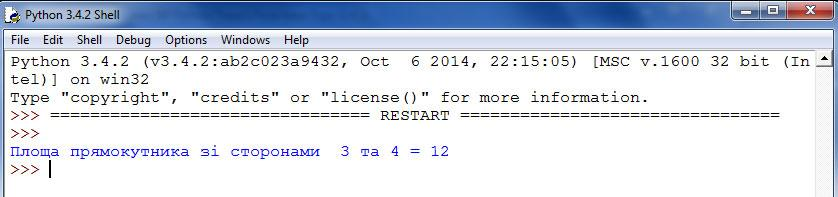 Python 3.4.2 Shell
File Edit Shell Debug Options Windows Help
Python 3.4.2 (v3.4.2:ab2c023a9432, Oct  6 2014, 22:15:05) [MSC v.1600 32 bit (In
tel)] on win32
Type "copyright", "credits" or "license()" for more information.
>>> ================================ RESTART ================================
>>>
Площа прямокутника зі сторонами  3 та 4 = 12
>>>